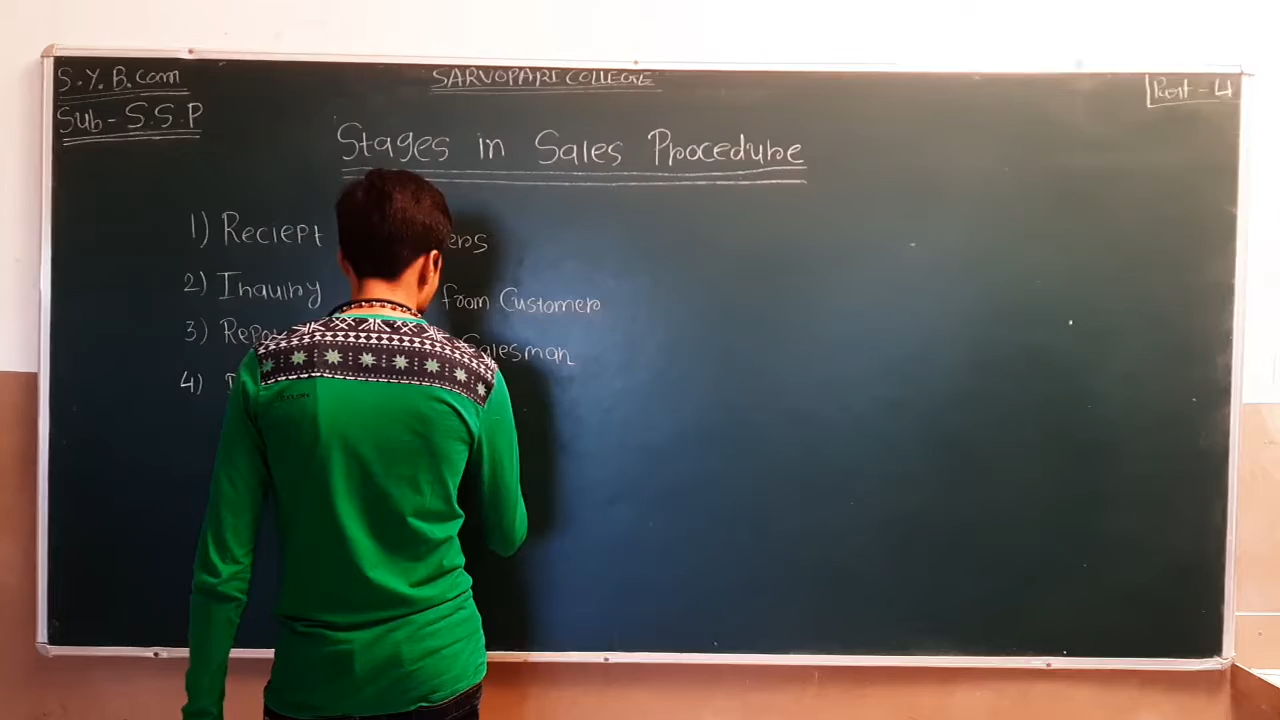 S.Y.B.com
SARVOPARI COLLEGE
Part - 4
Sub - S.S.P
Stages in Sales Procedure
1) Reciept
2) Inquiry from Customer
3) Salesman
4)